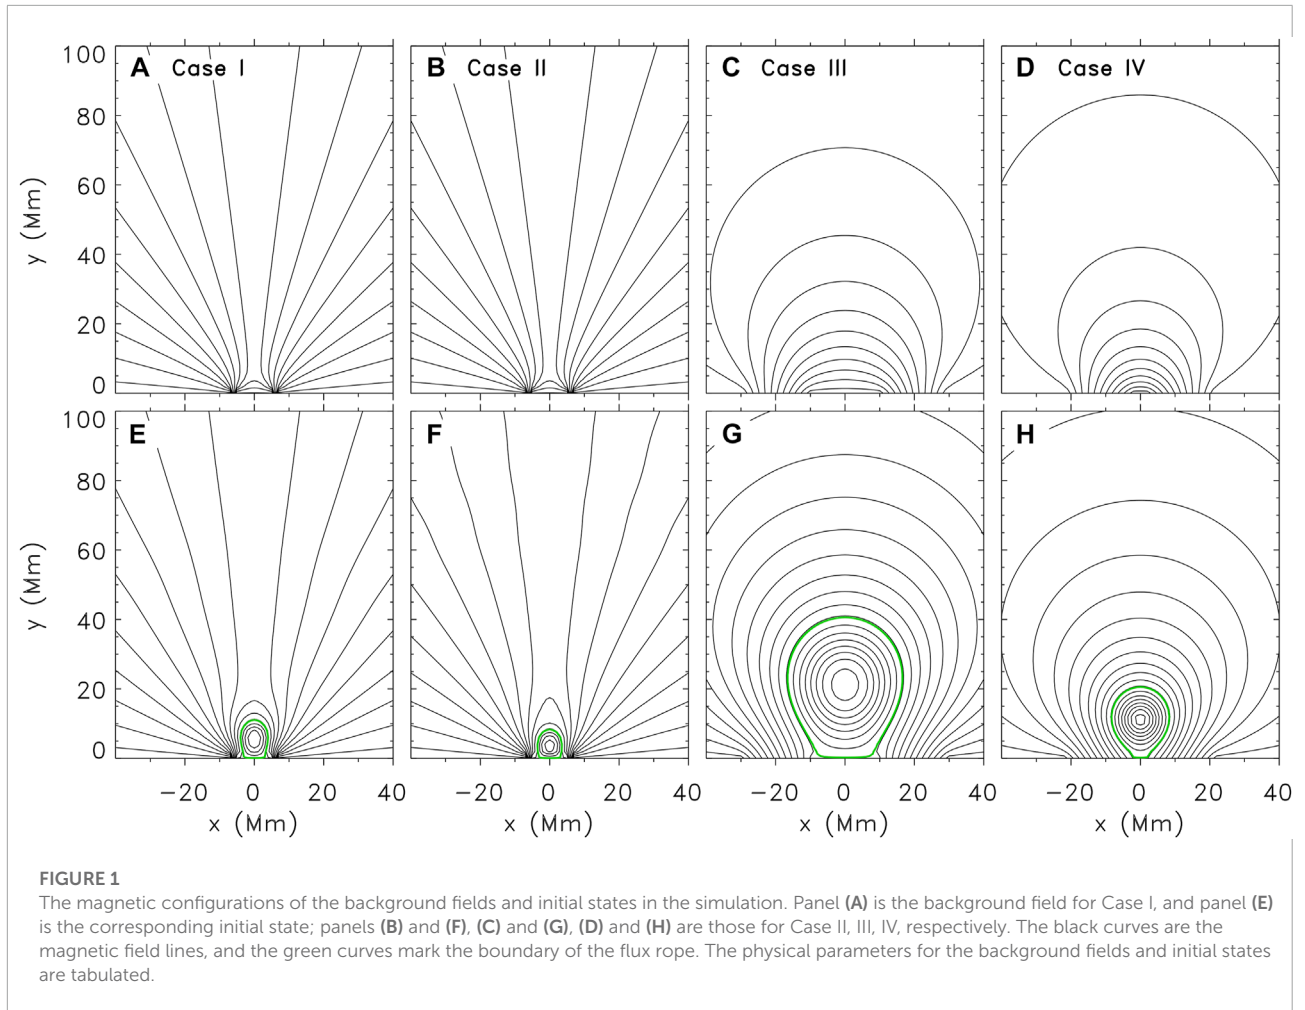 A Case I
B Case II
C Case III
D Case IV
100
80
60
40
20
0
y (Mm)
E
F
G
H
100
80
60
40
20
0
y (Mm)
−20 0 20 40
−20 0 20 40
−20 0 20 40
−20 0 20 40
x (Mm)
x (Mm)
x (Mm)
x (Mm)
FIGURE 1
The magnetic configurations of the background fields and initial states in the simulation. Panel (A) is the background field for Case I, and panel (E)
is the corresponding initial state; panels (B) and (F), (C) and (G), (D) and (H) are those for Case II, III, IV, respectively. The black curves are the
magnetic field lines, and the green curves mark the boundary of the flux rope. The physical parameters for the background fields and initial states
are tabulated.